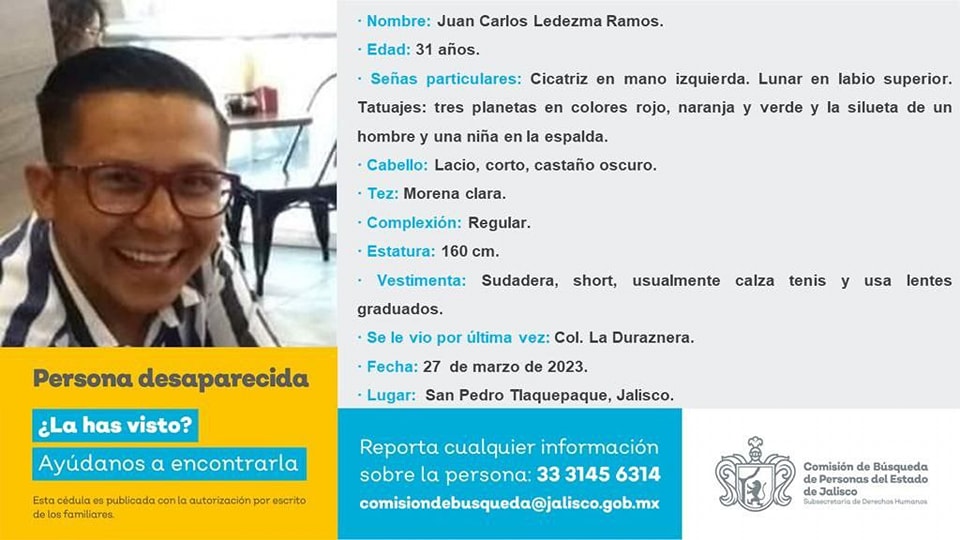 · Nombre: Juan Carlos Ledezma Ramos.
· Edad: 31 años.
· Señas particulares: Cicatriz en mano izquierda. Lunar en labio superior.
Tatuajes: tres planetas en colores rojo, naranja y verde y la silueta de un
hombre y una niña en la espalda.
· Cabello: Lacio, corto, castaño oscuro.
· Tez: Morena clara.
· Complexión: Regular.
· Estatura: 160 cm.
· Vestimenta: Sudadera, short, usualmente calza tenis y usa lentes
graduados.
· Se le vio por última vez: Col. La Duraznera.
· Fecha: 27 de marzo de 2023.
· Lugar: San Pedro Tlaquepaque, Jalisco.
Persona desaparecida
¿La has visto?
Ayúdanos a encontrarla
Esta cédula es publicada con la autorización por escrito
de los familiares.
Reporta cualquier información
sobre la persona: 33 3145 6314
comisiondebusqueda@jalisco.gob.mx
Comisión de Búsqueda
de Personas del Estado
de Jalisco
Subsecretaría de Derechos Humanos